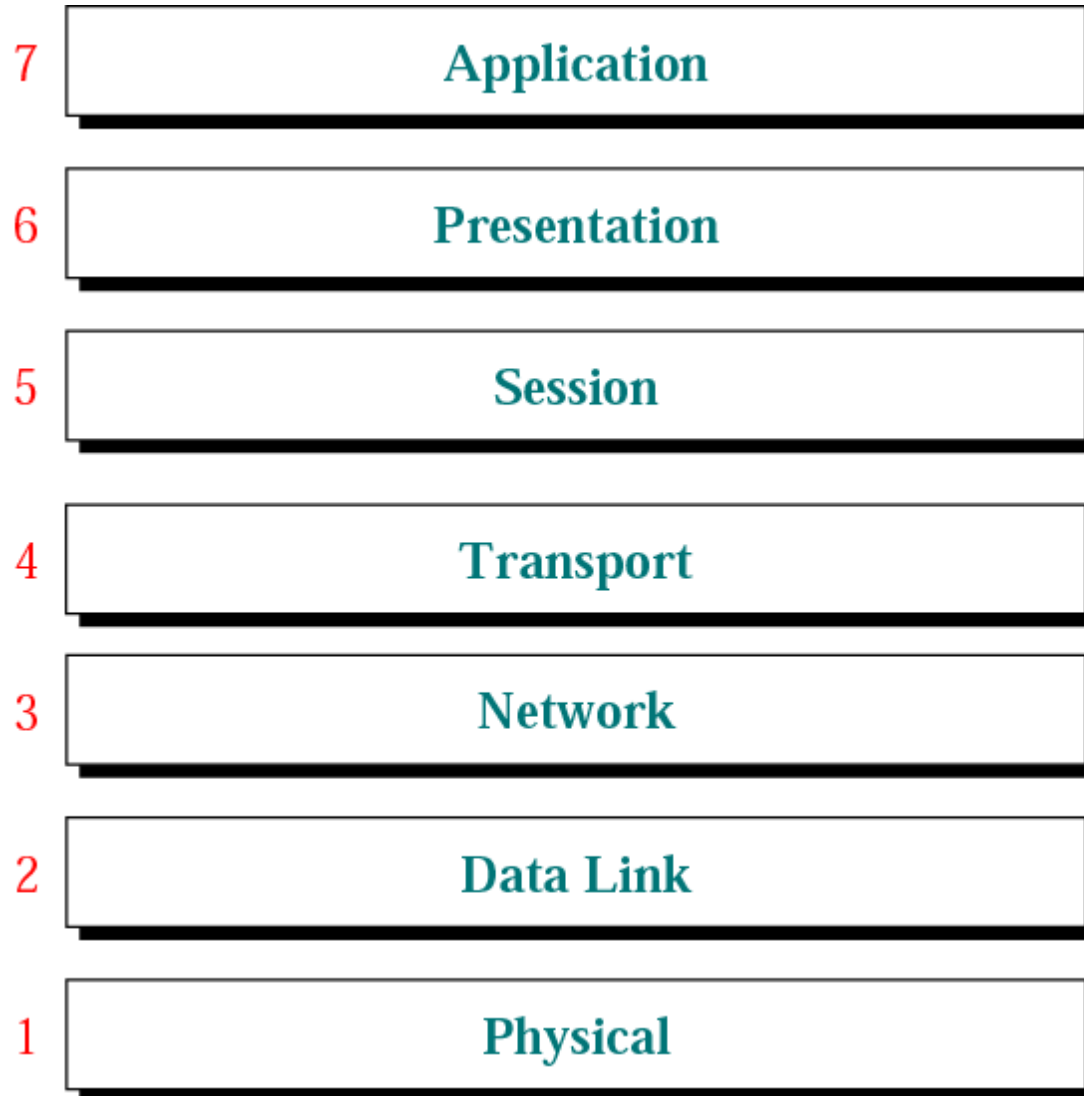 7 Application
6 Presentation
5 Session
4 Transport
3 Network
2 Data Link
1 Physical